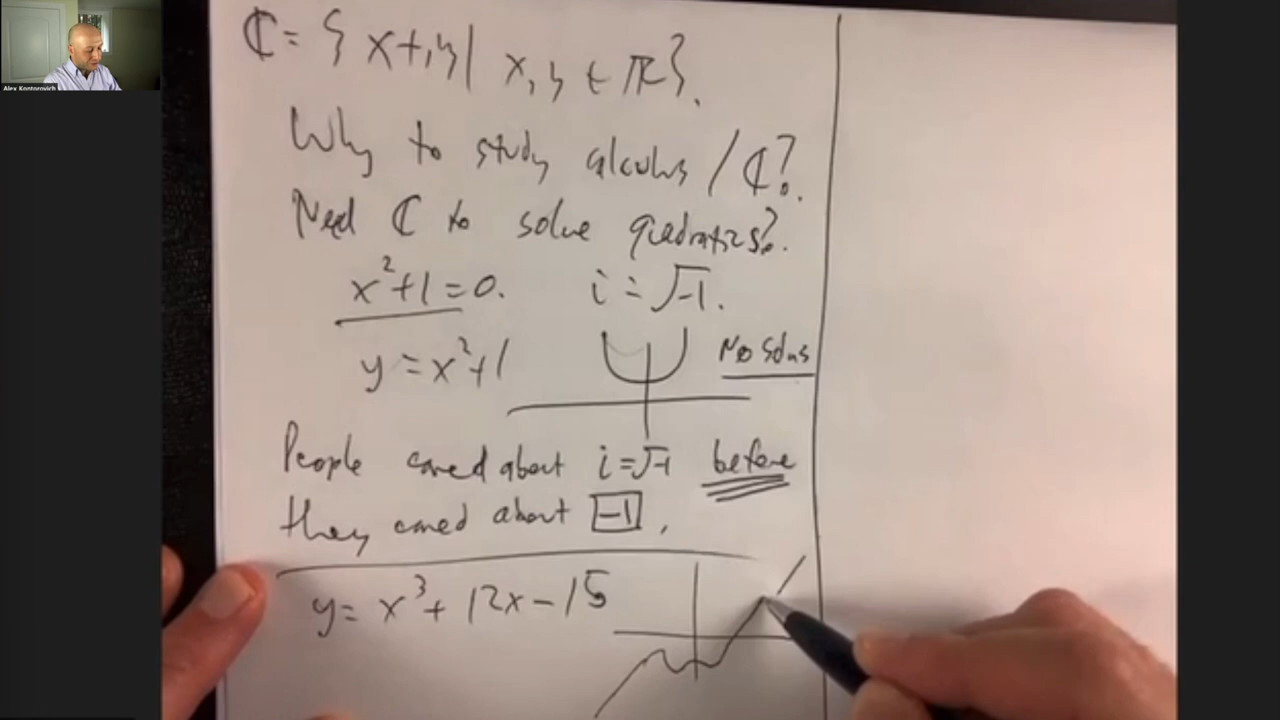 Alex Kontorovich
ℂ = { x+iy | x, y ∈ ℝ }.
Why to study calculus / ℂ?.
Need ℂ to solve quadratics?.
x²+1=0. i = √-1.
y = x²+1 No solns
People cared about i=√-1 before
they cared about -1,
y= x³+ 12x-15